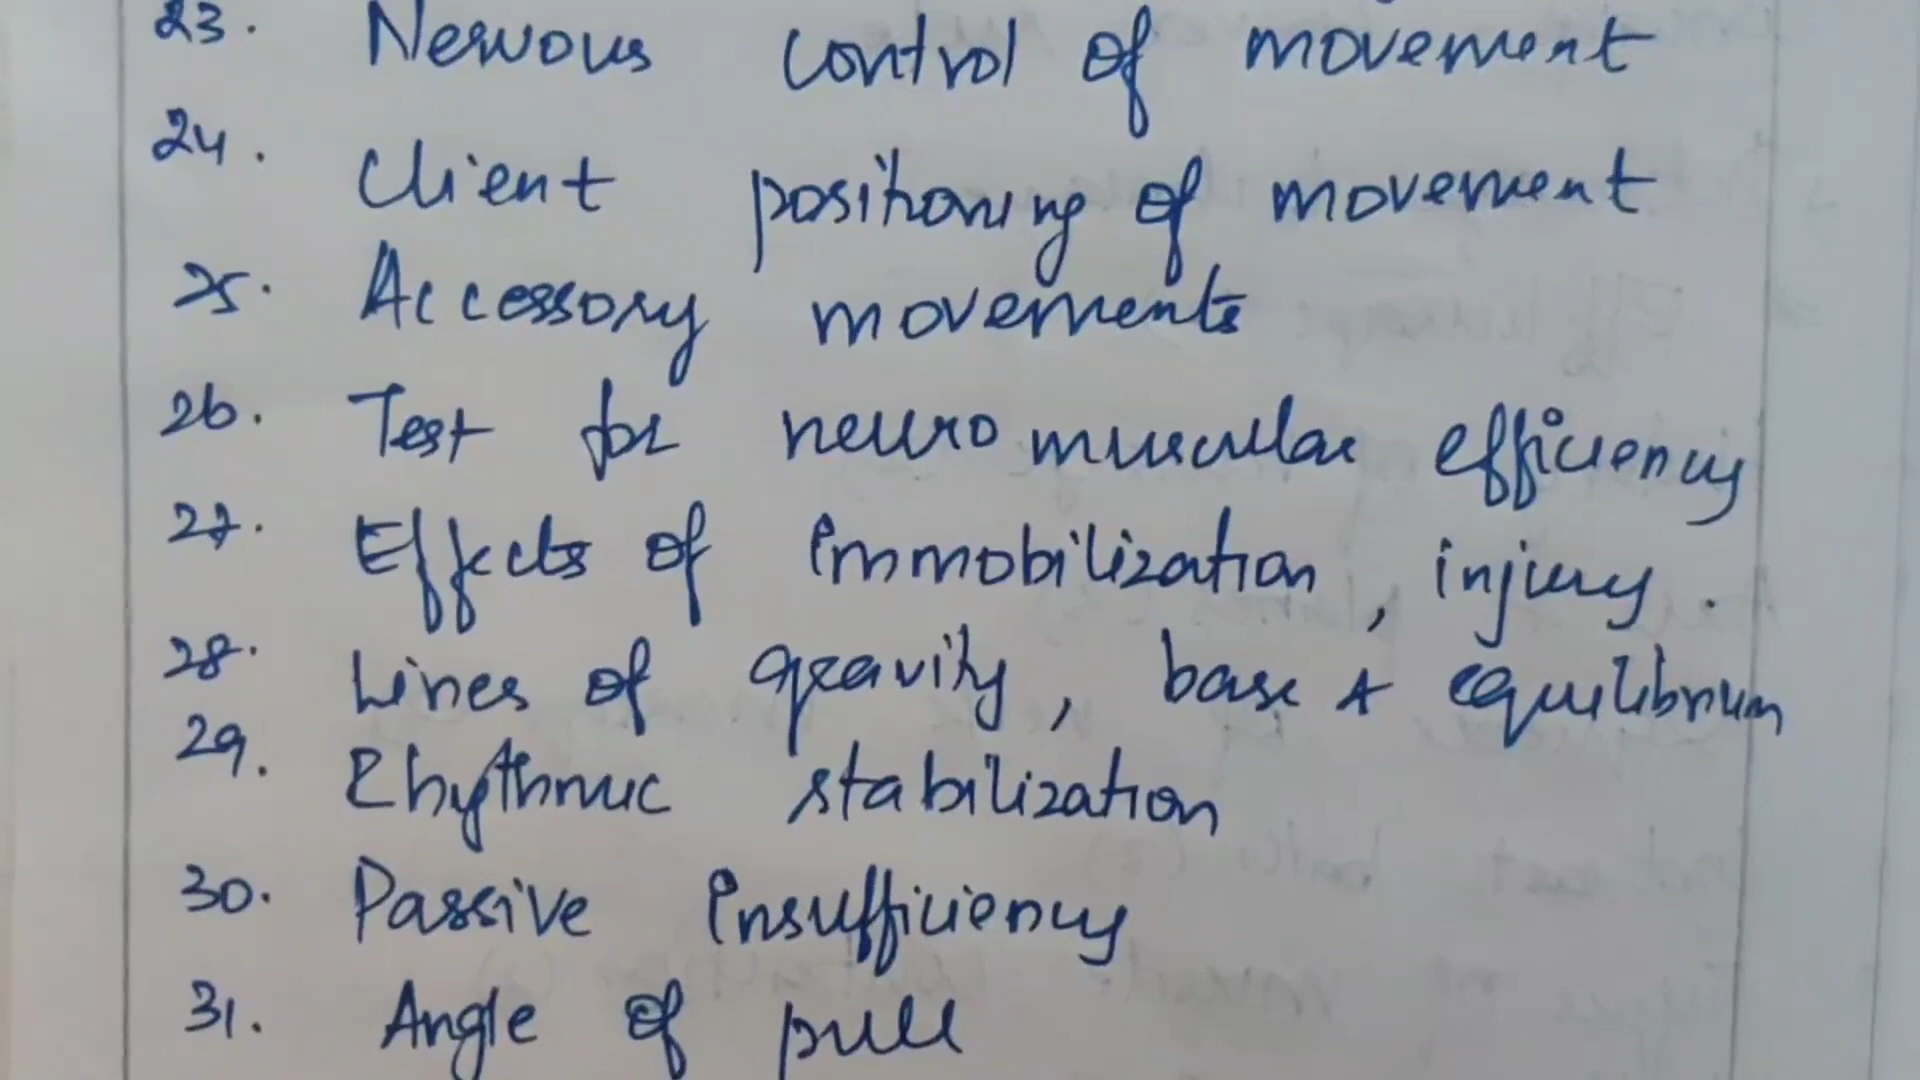 23. Nervous control of movement
24. Client positioning of movement
25. Accessory movements
26. Test for neuro muscular efficiency
27. Effects of immobilization, injury.
28. Lines of gravity, base & equilibrium
29. Rhythmic stabilization
30. Passive insufficiency
31. Angle of pull